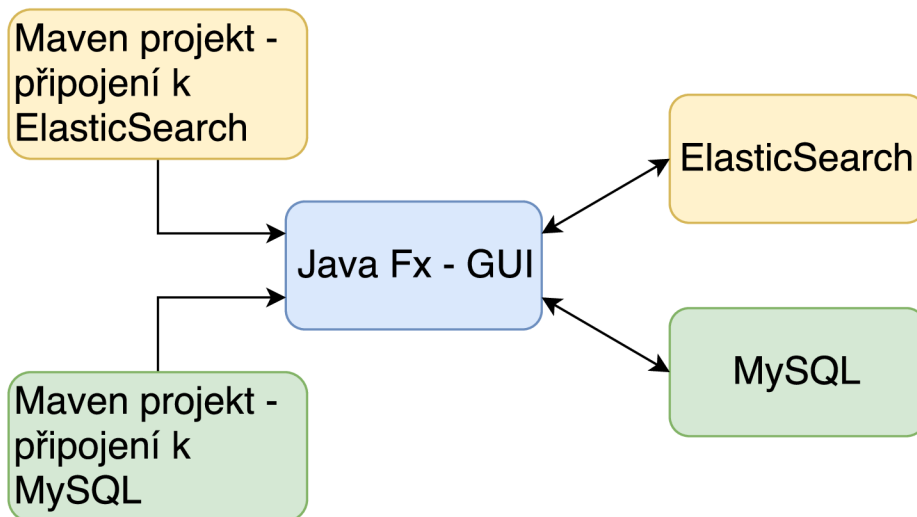 Maven projekt -
připojení k
ElasticSearch
ElasticSearch
Java Fx - GUI
Maven projekt -
připojení k
MySQL
MySQL